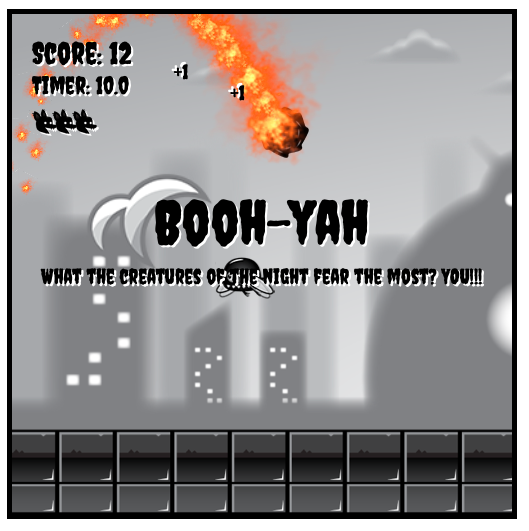 SCORE: 12
TIMER: 10.0
+1
+1
BOOH-YAH
WHAT THE CREATURES OF THE NIGHT FEAR THE MOST? YOU!!!